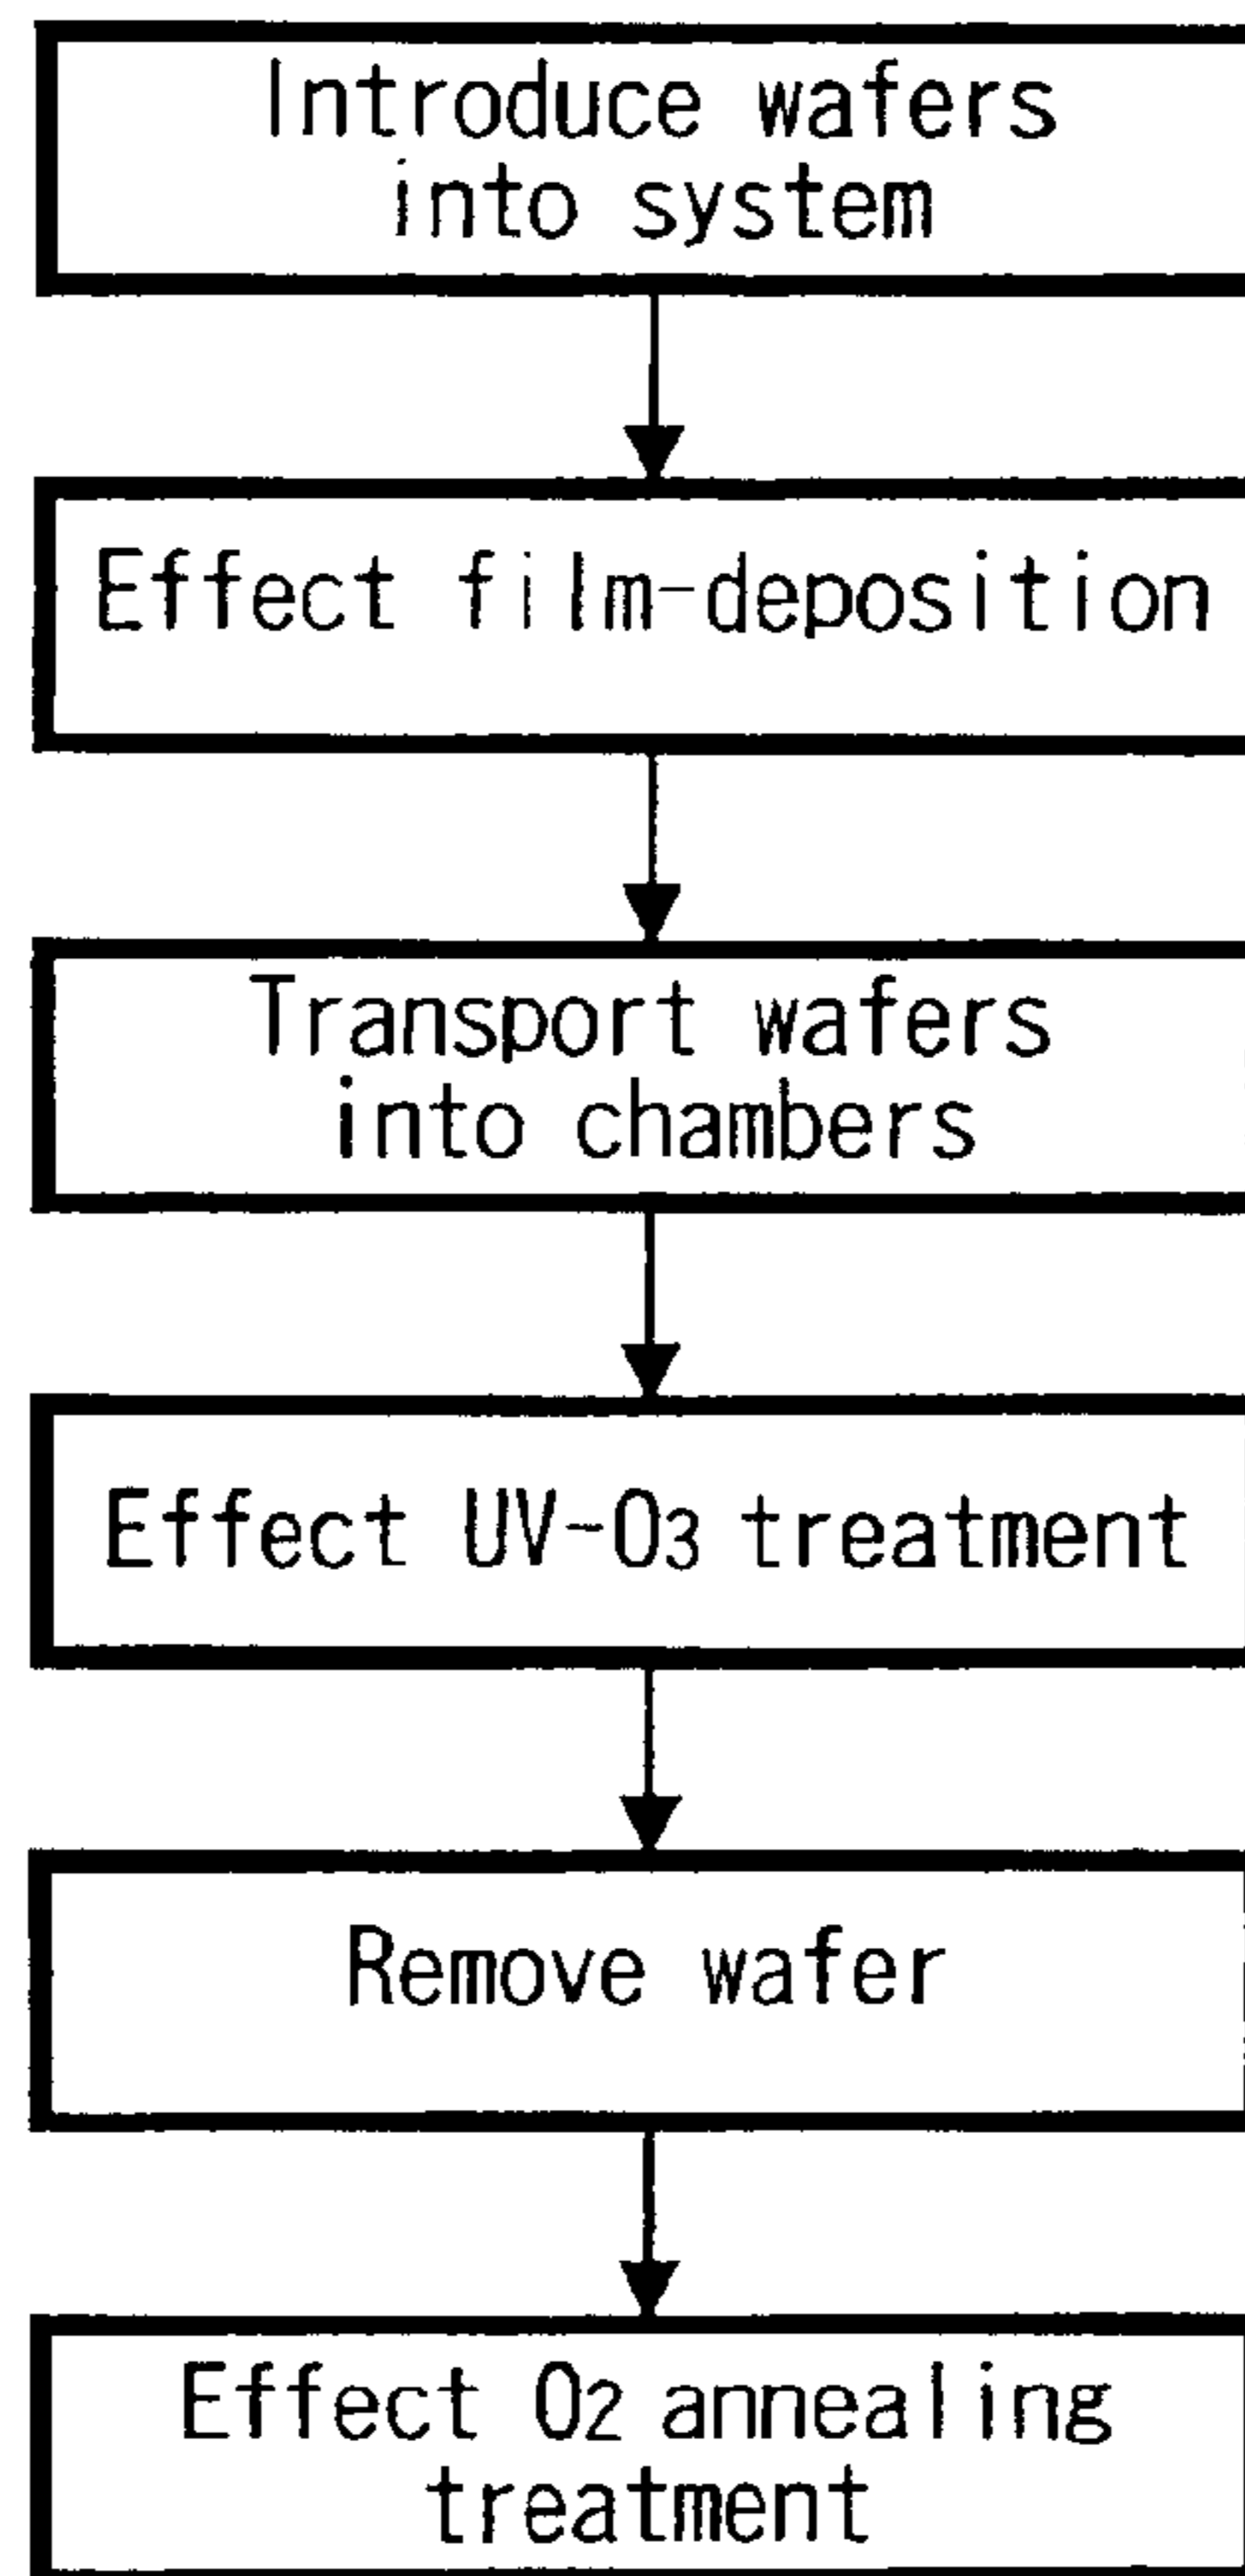 Introduce wafers
into system
Effect film-deposition
Transport wafers
into chambers
Effect UV-O3 treatment
Remove wafer
Effect O2 annealing
treatment